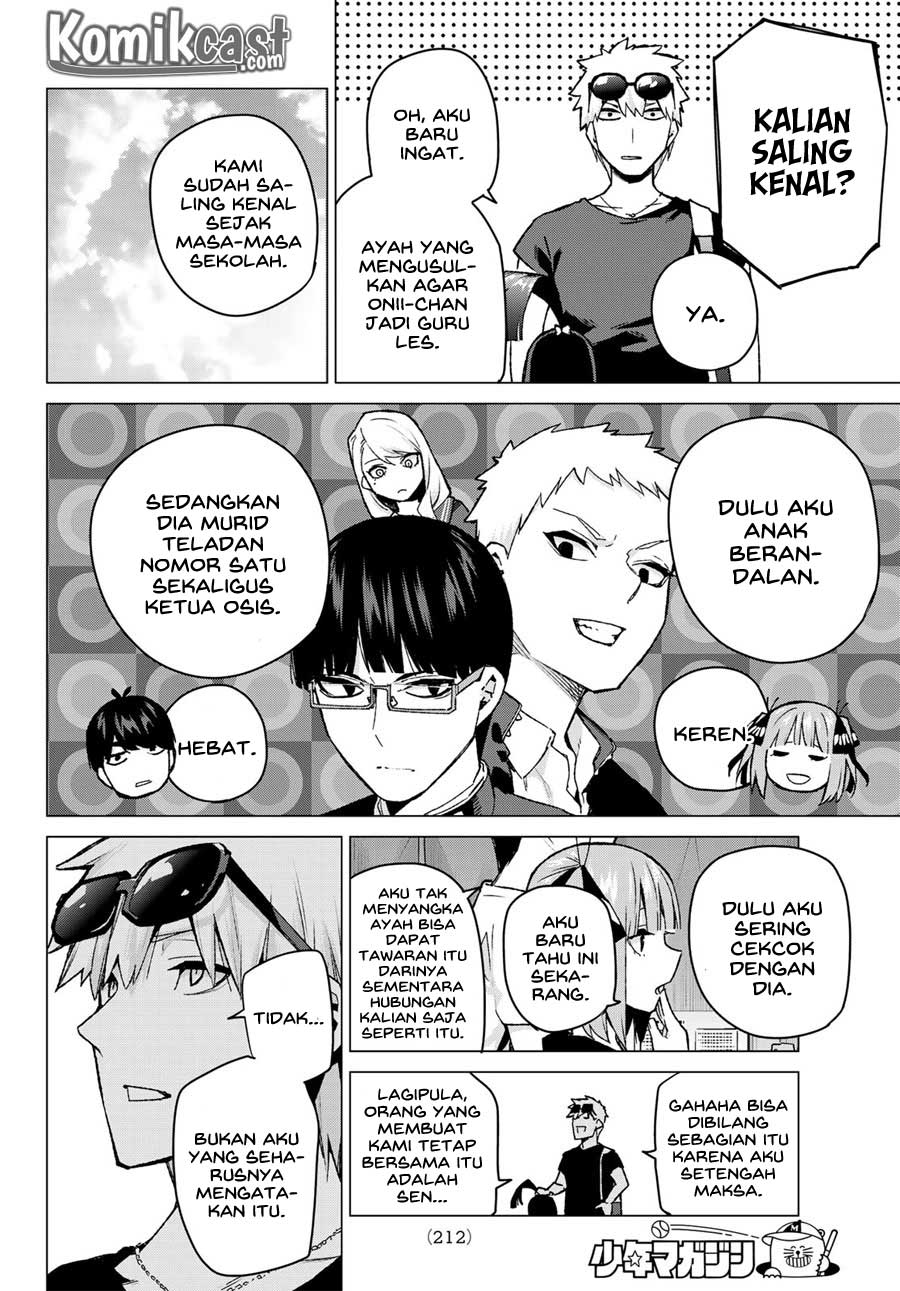 Komikcast
.com
KALIAN
SALING
KENAL?
YA.
OH, AKU
BARU
INGAT.
AYAH YANG
MENGUSUL-
KAN AGAR
ONII-CHAN
JADI GURU
LES.
KAMI
SUDAH SA-
LING KENAL
SEJAK
MASA-MASA
SEKOLAH.
DULU AKU
ANAK
BERAN-
DALAN.
SEDANGKAN
DIA MURID
TELADAN
NOMOR SATU
SEKALIGUS
KETUA OSIS.
KEREN.
HEBAT.
DULU AKU
SERING
CEKCOK
DENGAN
DIA.
AKU
BARU
TAHU INI
SEKA-
RANG.
AKU TAK
MENYANGKA
AYAH BISA
DAPAT
TAWARAN ITU
DARINYA
SEMENTARA
HUBUNGAN
KALIAN SAJA
SEPERTI ITU.
GAHAHA BISA
DIBILANG
SEBAGIAN ITU
KARENA AKU
SETENGAH
MAKSA.
LAGIPULA,
ORANG YANG
MEMBUAT
KAMI TETAP
BERSAMA ITU
ADALAH
SEN...
TIDAK...
BUKAN AKU
YANG SEHA-
RUSNYA
MENGATA-
KAN ITU.
(212)
少年マガジン
M